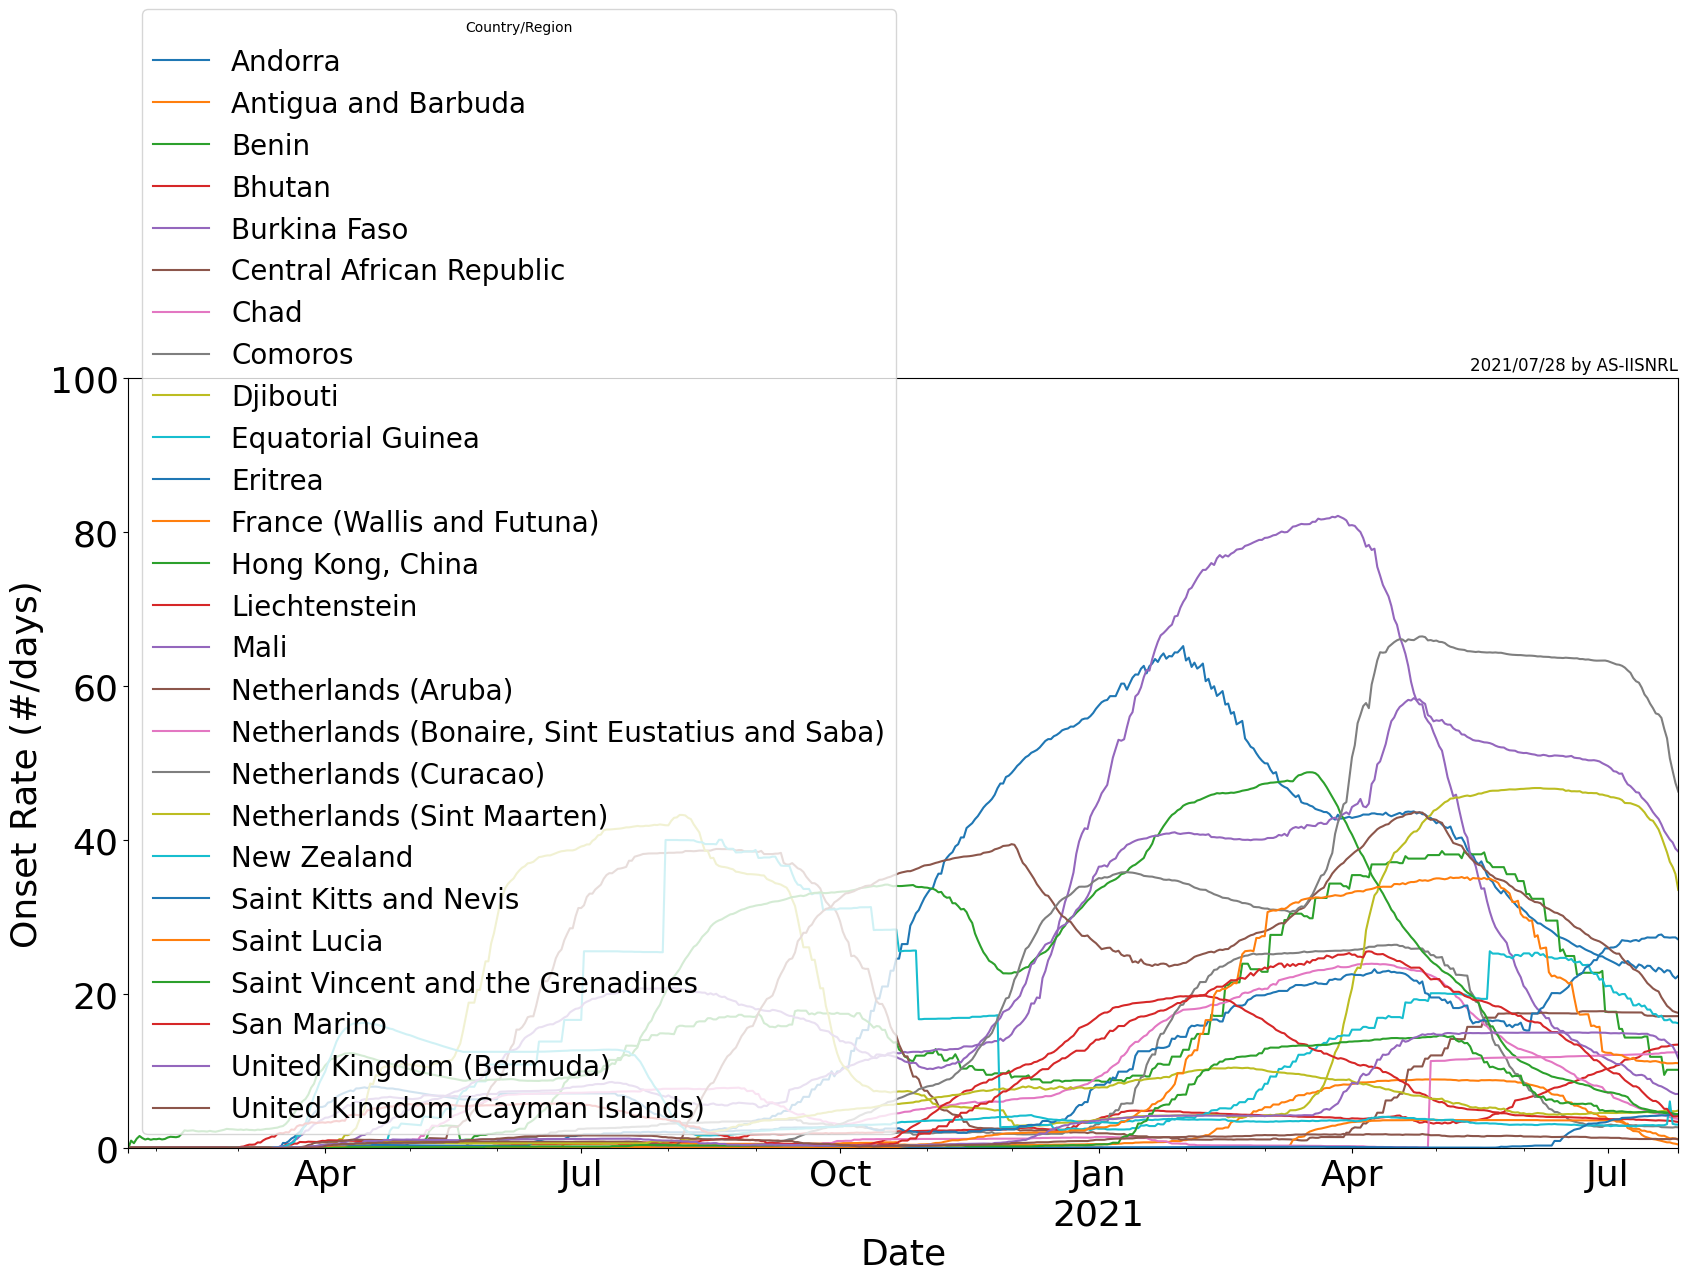 Country/Region
Andorra
Antigua and Barbuda
Benin
Bhutan
Burkina Faso
Central African Republic
Chad
Comoros
Djibouti
Equatorial Guinea
Eritrea
France (Wallis and Futuna)
Hong Kong, China
Liechtenstein
Mali
Netherlands (Aruba)
Netherlands (Bonaire, Sint Eustatius and Saba)
Netherlands (Curacao)
Netherlands (Sint Maarten)
New Zealand
Saint Kitts and Nevis
Saint Lucia
Saint Vincent and the Grenadines
San Marino
United Kingdom (Bermuda)
United Kingdom (Cayman Islands)
2021/07/28 by AS-IISNRL
Onset Rate (#/days)
100
80
60
40
20
0
Apr
Jul
Oct
Jan
2021
Apr
Jul
Date